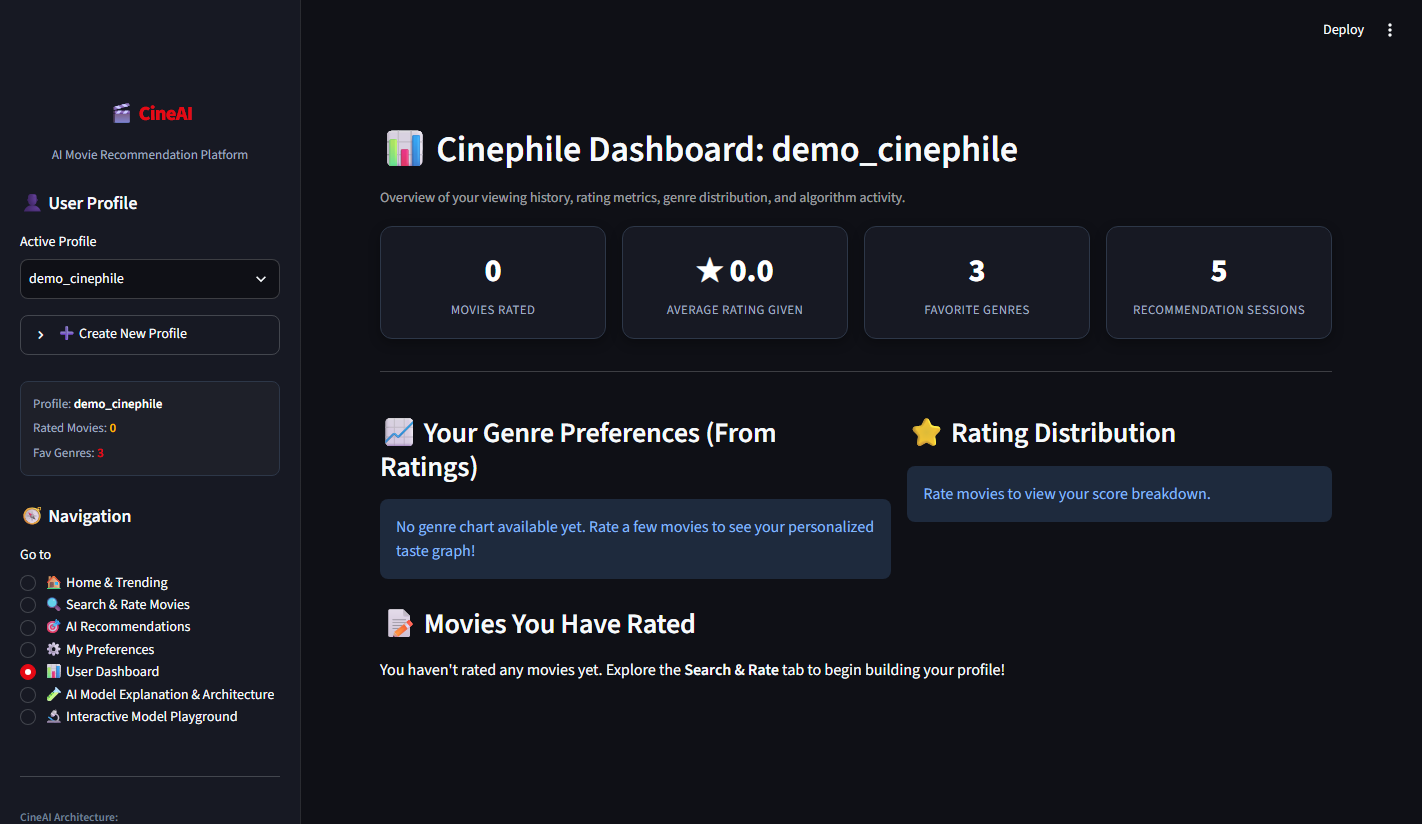 CineAI
AI Movie Recommendation Platform
User Profile
Active Profile
demo_cinephile
Create New Profile
Profile: demo_cinephile
Rated Movies: 0
Fav Genres: 3
Navigation
Go to
Home & Trending
Search & Rate Movies
AI Recommendations
My Preferences
User Dashboard
AI Model Explanation & Architecture
Interactive Model Playground
CineAI Architecture:
Deploy
Cinephile Dashboard: demo_cinephile
Overview of your viewing history, rating metrics, genre distribution, and algorithm activity.
0
MOVIES RATED
★ 0.0
AVERAGE RATING GIVEN
3
FAVORITE GENRES
5
RECOMMENDATION SESSIONS
Your Genre Preferences (From
Ratings)
No genre chart available yet. Rate a few movies to see your personalized
taste graph!
Rating Distribution
Rate movies to view your score breakdown.
Movies You Have Rated
You haven't rated any movies yet. Explore the Search & Rate tab to begin building your profile!